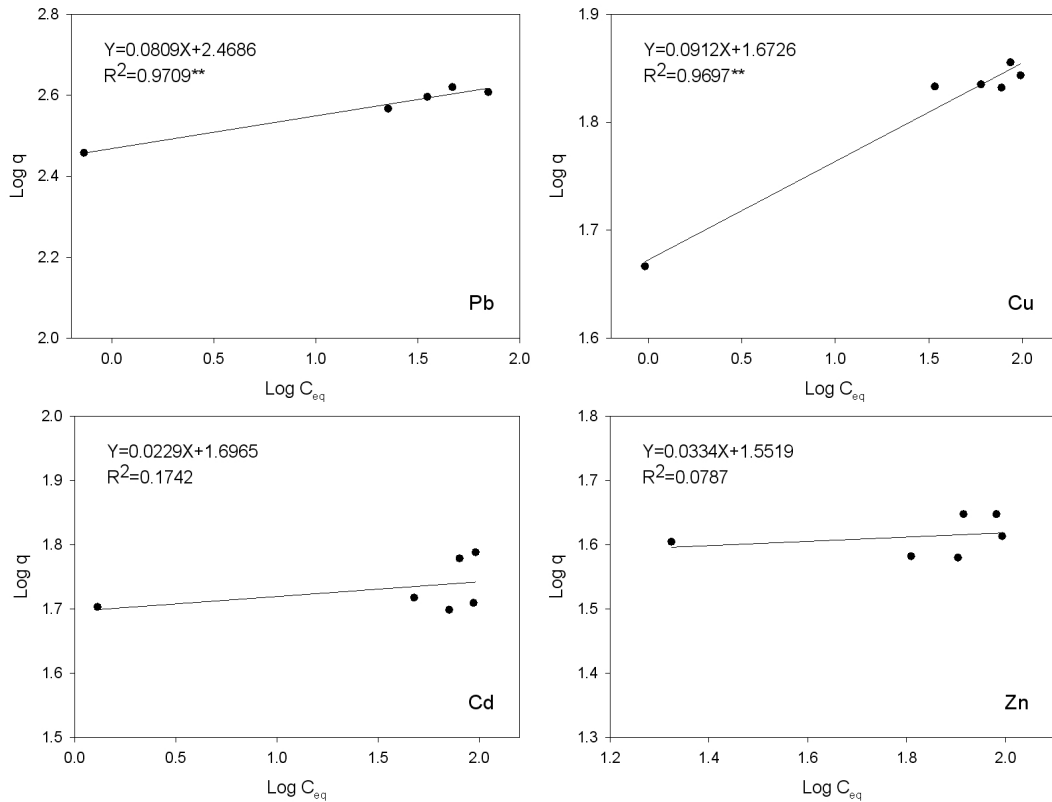 2.8
2.6
2.4
2.2
2.0
Log q
Y=0.0809X+2.4686
R²=0.9709**
Pb
0.0 0.5 1.0 1.5 2.0
Log C_eq
1.9
1.8
1.7
1.6
Log q
Y=0.0912X+1.6726
R²=0.9697**
Cu
0.0 0.5 1.0 1.5 2.0
Log C_eq
2.0
1.9
1.8
1.7
1.6
1.5
Log q
Y=0.0229X+1.6965
R²=0.1742
Cd
0.0 0.5 1.0 1.5 2.0
Log C_eq
1.8
1.7
1.6
1.5
1.4
1.3
Log q
Y=0.0334X+1.5519
R²=0.0787
Zn
1.2 1.4 1.6 1.8 2.0
Log C_eq